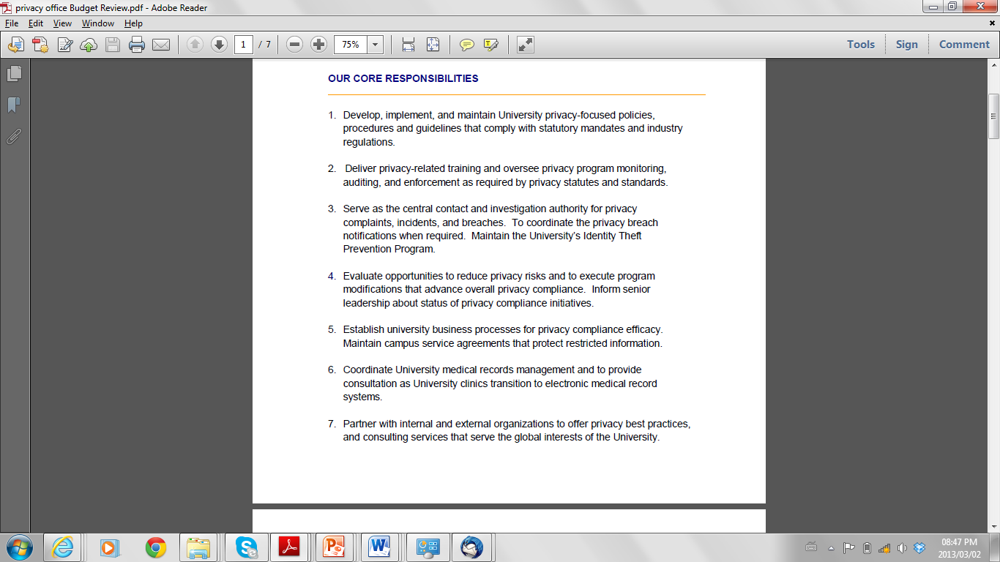 privacy office Budget Review.pdf - Adobe Reader
File Edit View Window Help
1 / 7 75% Tools Sign Comment
OUR CORE RESPONSIBILITIES
1. Develop, implement, and maintain University privacy-focused policies,
procedures and guidelines that comply with statutory mandates and industry
regulations.
2. Deliver privacy-related training and oversee privacy program monitoring,
auditing, and enforcement as required by privacy statutes and standards.
3. Serve as the central contact and investigation authority for privacy
complaints, incidents, and breaches. To coordinate the privacy breach
notifications when required. Maintain the University's Identity Theft
Prevention Program.
4. Evaluate opportunities to reduce privacy risks and to execute program
modifications that advance overall privacy compliance. Inform senior
leadership about status of privacy compliance initiatives.
5. Establish university business processes for privacy compliance efficacy.
Maintain campus service agreements that protect restricted information.
6. Coordinate University medical records management and to provide
consultation as University clinics transition to electronic medical record
systems.
7. Partner with internal and external organizations to offer privacy best practices,
and consulting services that serve the global interests of the University.
08:47 PM
2013/03/02